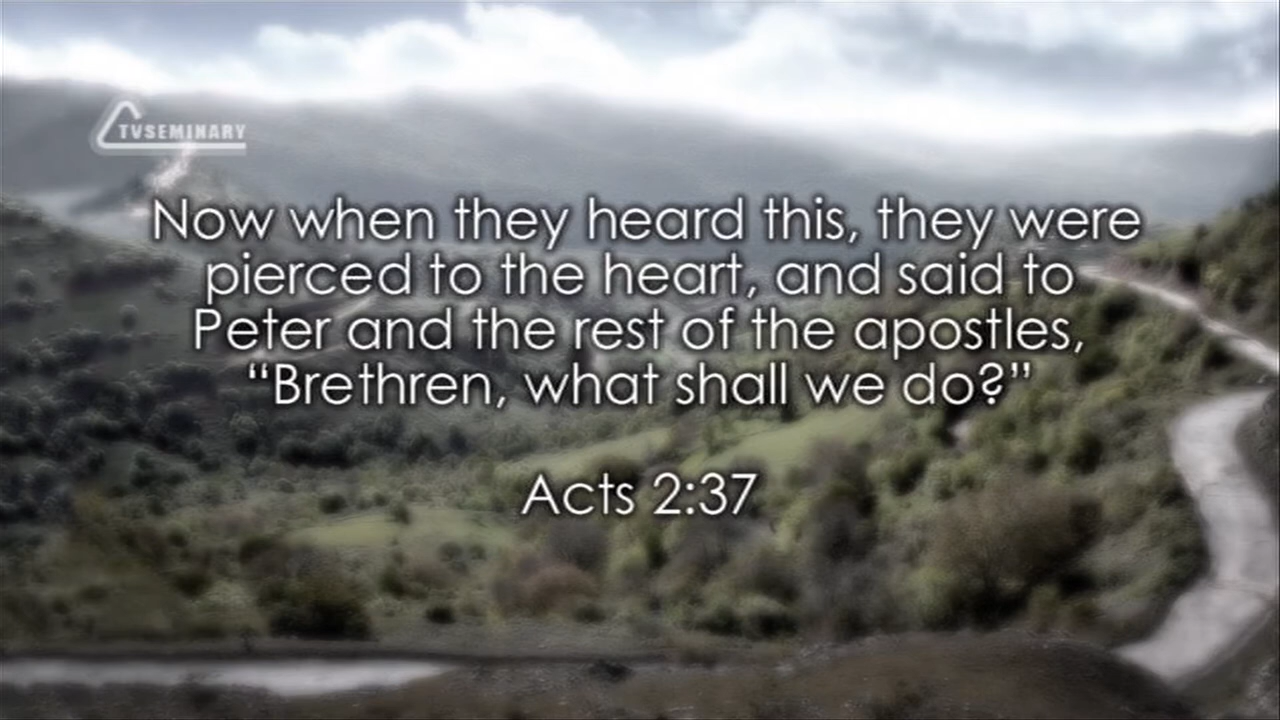 TVSEMINARY
Now when they heard this, they were
pierced to the heart, and said to
Peter and the rest of the apostles,
“Brethren, what shall we do?”
Acts 2:37